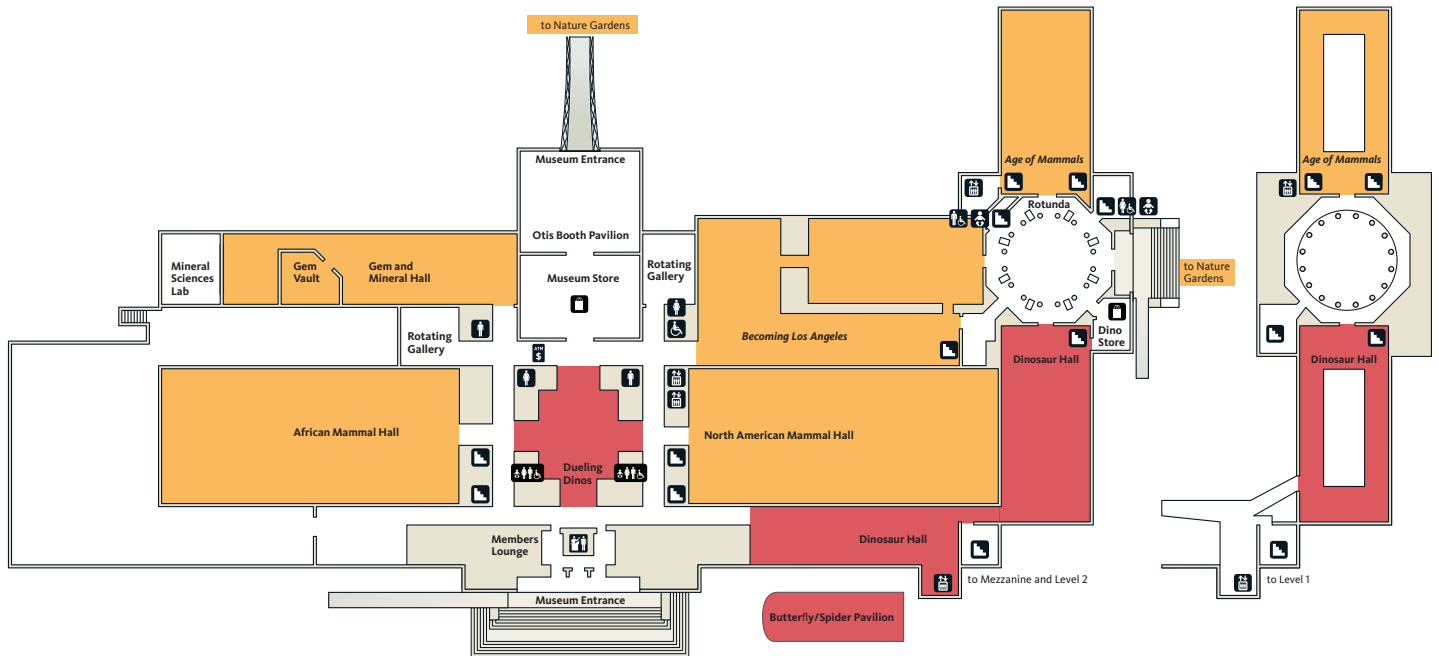 to Nature Gardens
Museum Entrance
Otis Booth Pavilion
Mineral
Sciences
Lab
Gem
Vault
Gem and
Mineral Hall
Museum Store
Rotating
Gallery
Rotating
Gallery
ATM
$
Becoming Los Angeles
Age of Mammals
Rotunda
to Nature
Gardens
Dino
Store
Dinosaur Hall
African Mammal Hall
Dueling
Dinos
North American Mammal Hall
Members
Lounge
Dinosaur Hall
to Mezzanine and Level 2
Museum Entrance
Butterfly/Spider Pavilion
Age of Mammals
Dinosaur Hall
to Level 1